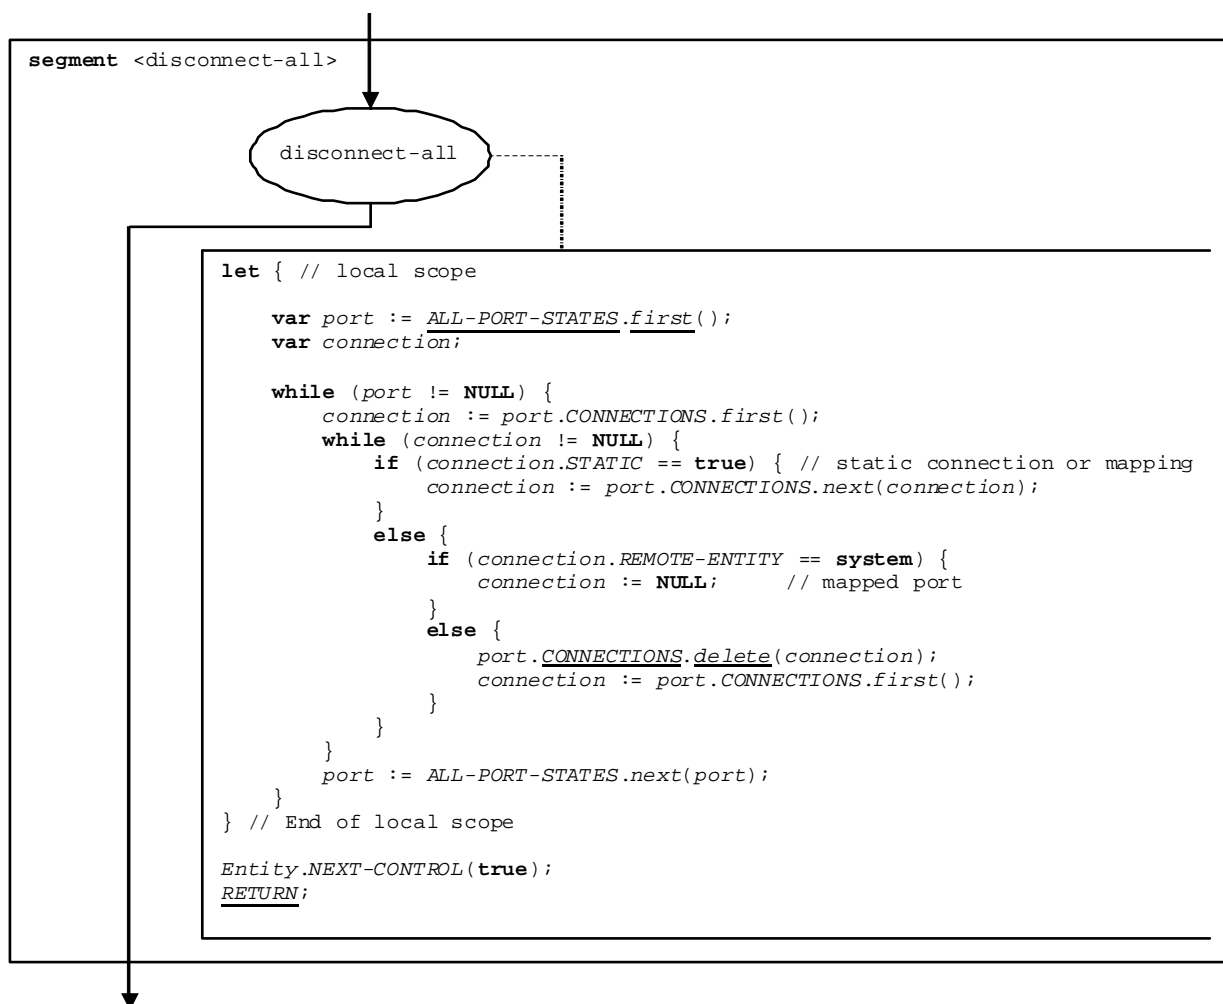 segment <disconnect-all>
disconnect-all
let { // local scope
var port := ALL-PORT-STATES.first();
var connection;
while (port != NULL) {
connection := port.CONNECTIONS.first();
while (connection != NULL) {
if (connection.STATIC == true) { // static connection or mapping
connection := port.CONNECTIONS.next(connection);
}
else {
if (connection.REMOTE-ENTITY == system) {
connection := NULL; // mapped port
}
else {
port.CONNECTIONS.delete(connection);
connection := port.CONNECTIONS.first();
}
}
}
port := ALL-PORT-STATES.next(port);
}
} // End of local scope
Entity.NEXT-CONTROL(true);
RETURN;